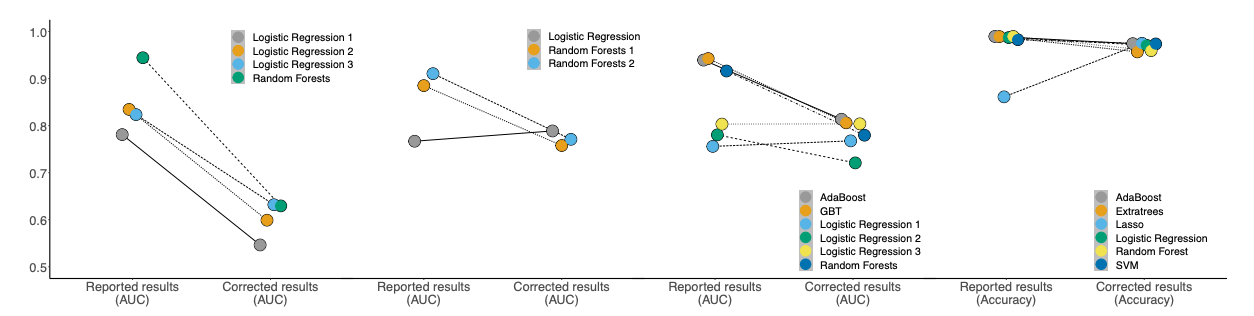 1.0
0.9
0.8
0.7
0.6
0.5
Logistic Regression 1
Logistic Regression 2
Logistic Regression 3
Random Forests
Reported results
(AUC)
Corrected results
(AUC)
Logistic Regression
Random Forests 1
Random Forests 2
Reported results
(AUC)
Corrected results
(AUC)
AdaBoost
GBT
Logistic Regression 1
Logistic Regression 2
Logistic Regression 3
Random Forests
Reported results
(AUC)
Corrected results
(AUC)
AdaBoost
Extratrees
Lasso
Logistic Regression
Random Forest
SVM
Reported results
(Accuracy)
Corrected results
(Accuracy)